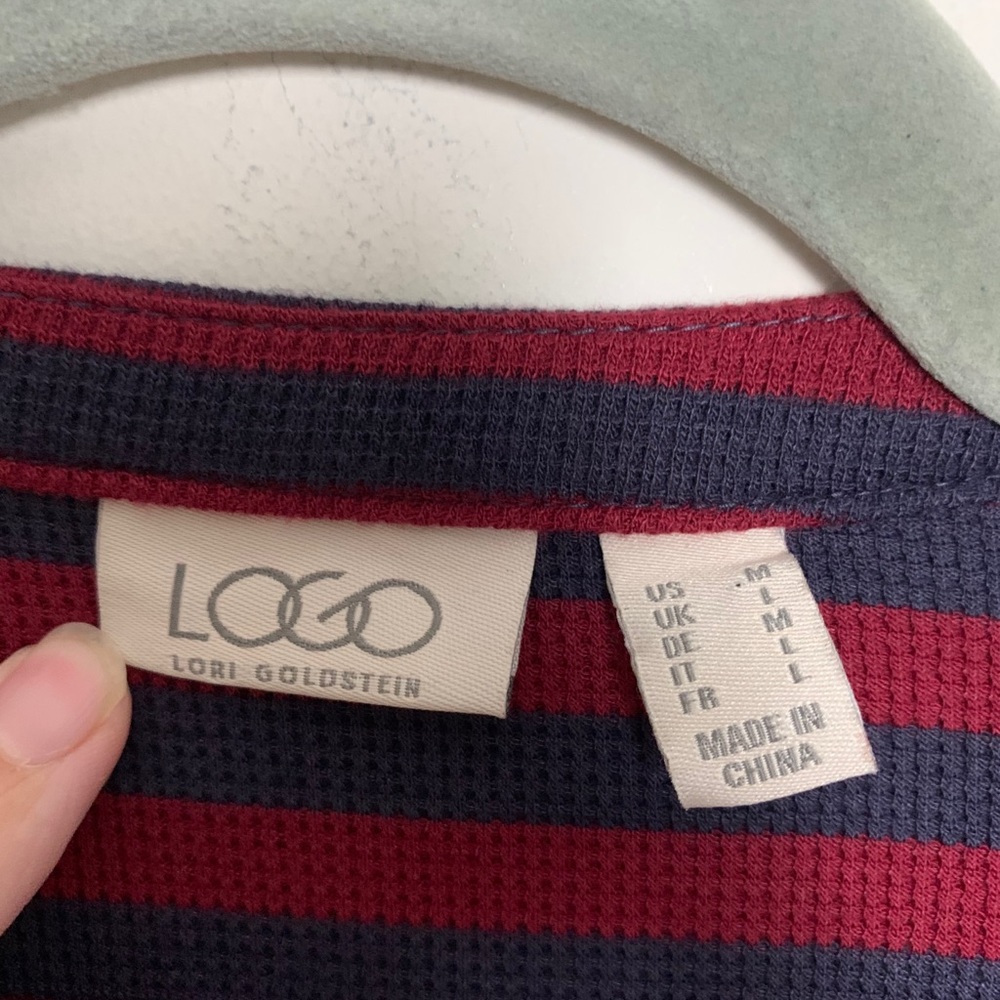 LOGO
LORI GOLDSTEIN
US M
UK L
DE M
IT L
FR L
MADE IN
CHINA